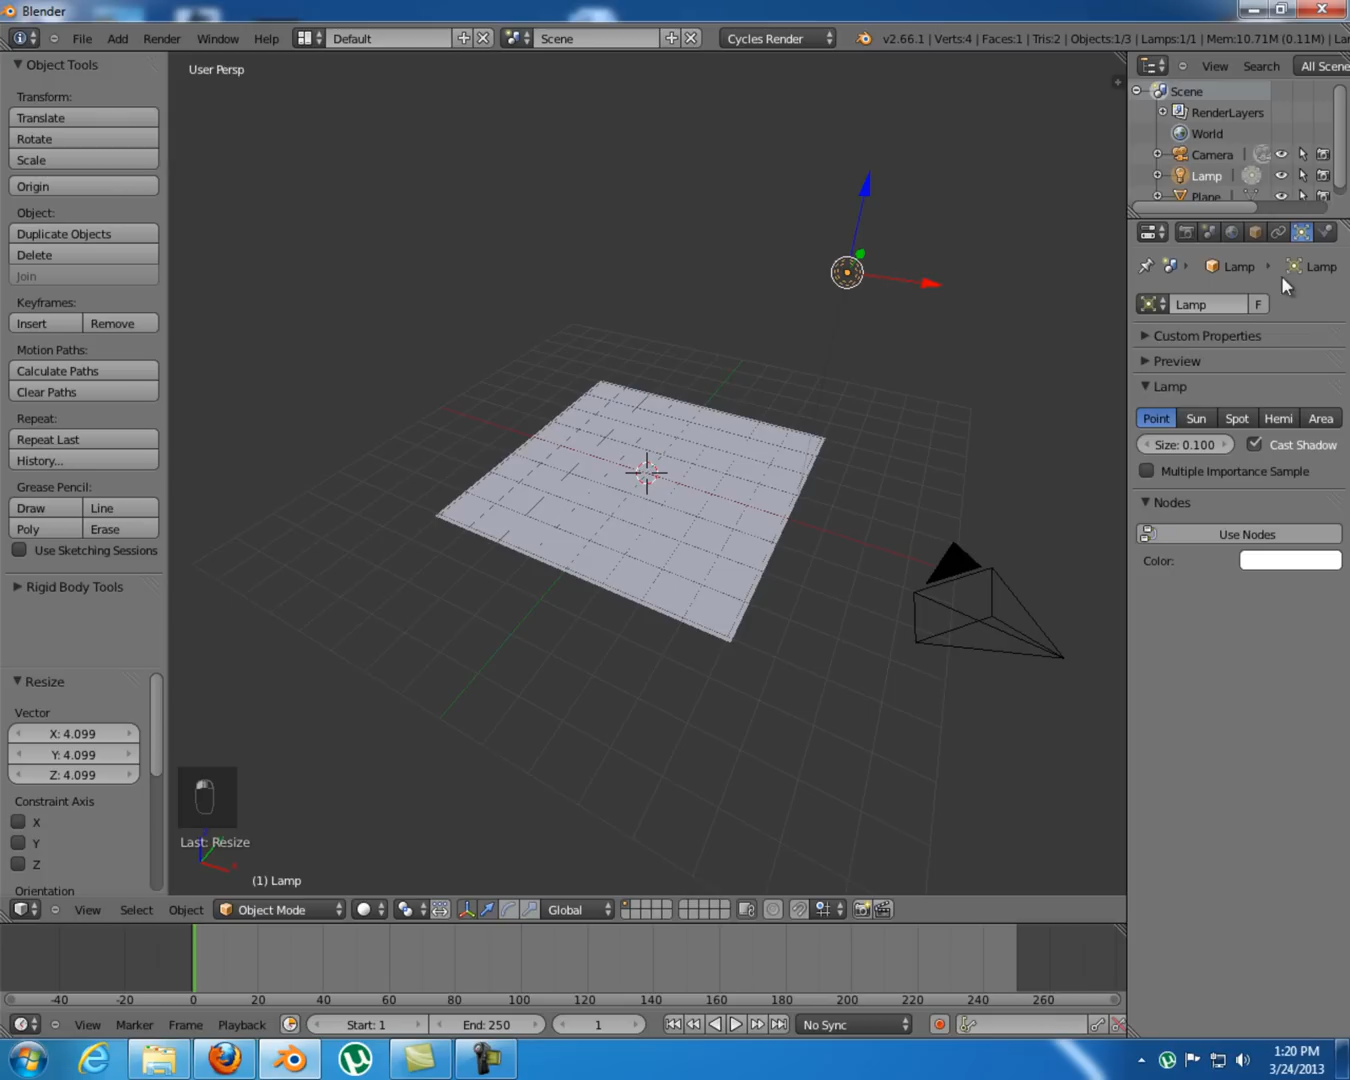 Blender
File Add Render Window Help Default Scene Cycles Render v2.66.1 | Verts:4 | Faces:1 | Tris:2 | Objects:1/3 | Lamps:1/1 | Mem:10.71M (0.11M) | La
Object Tools
Transform:
Translate
Rotate
Scale
Origin
Object:
Duplicate Objects
Delete
Join
Keyframes:
Insert Remove
Motion Paths:
Calculate Paths
Clear Paths
Repeat:
Repeat Last
History...
Grease Pencil:
Draw Line
Poly Erase
Use Sketching Sessions
Rigid Body Tools
Resize
Vector
X: 4.099
Y: 4.099
Z: 4.099
Constraint Axis
X
Y
Z
Orientation
User Persp
Last: Resize
(1) Lamp
View Select Object Object Mode Global
View Search All Scene
Scene
RenderLayers
World
Camera
Lamp
Plane
Lamp Lamp
Lamp F
Custom Properties
Preview
Lamp
Point Sun Spot Hemi Area
Size: 0.100 Cast Shadow
Multiple Importance Sample
Nodes
Use Nodes
Color:
-40 -20 0 20 40 60 80 100 120 140 160 180 200 220 240 260
View Marker Frame Playback Start: 1 End: 250 1 No Sync
1:20 PM
3/24/2013